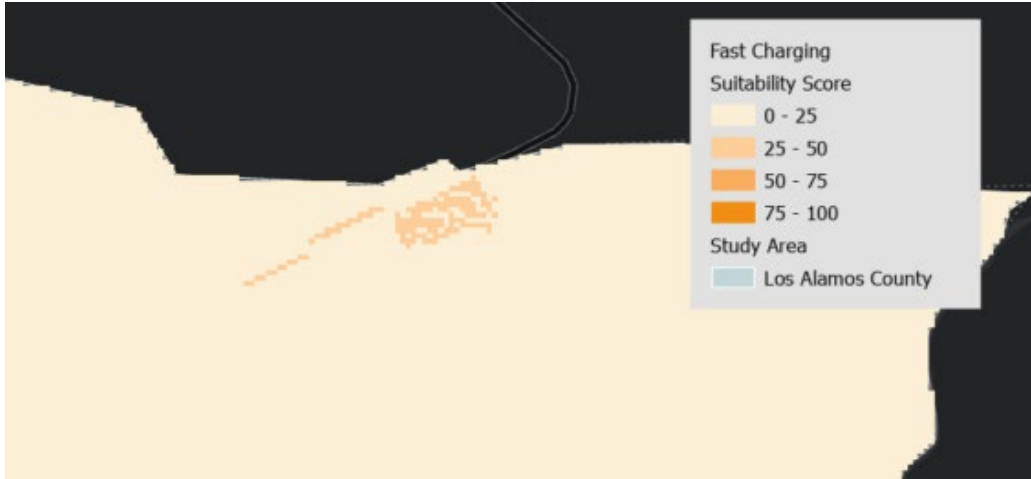 Fast Charging
Suitability Score
0 - 25
25 - 50
50 - 75
75 - 100
Study Area
Los Alamos County